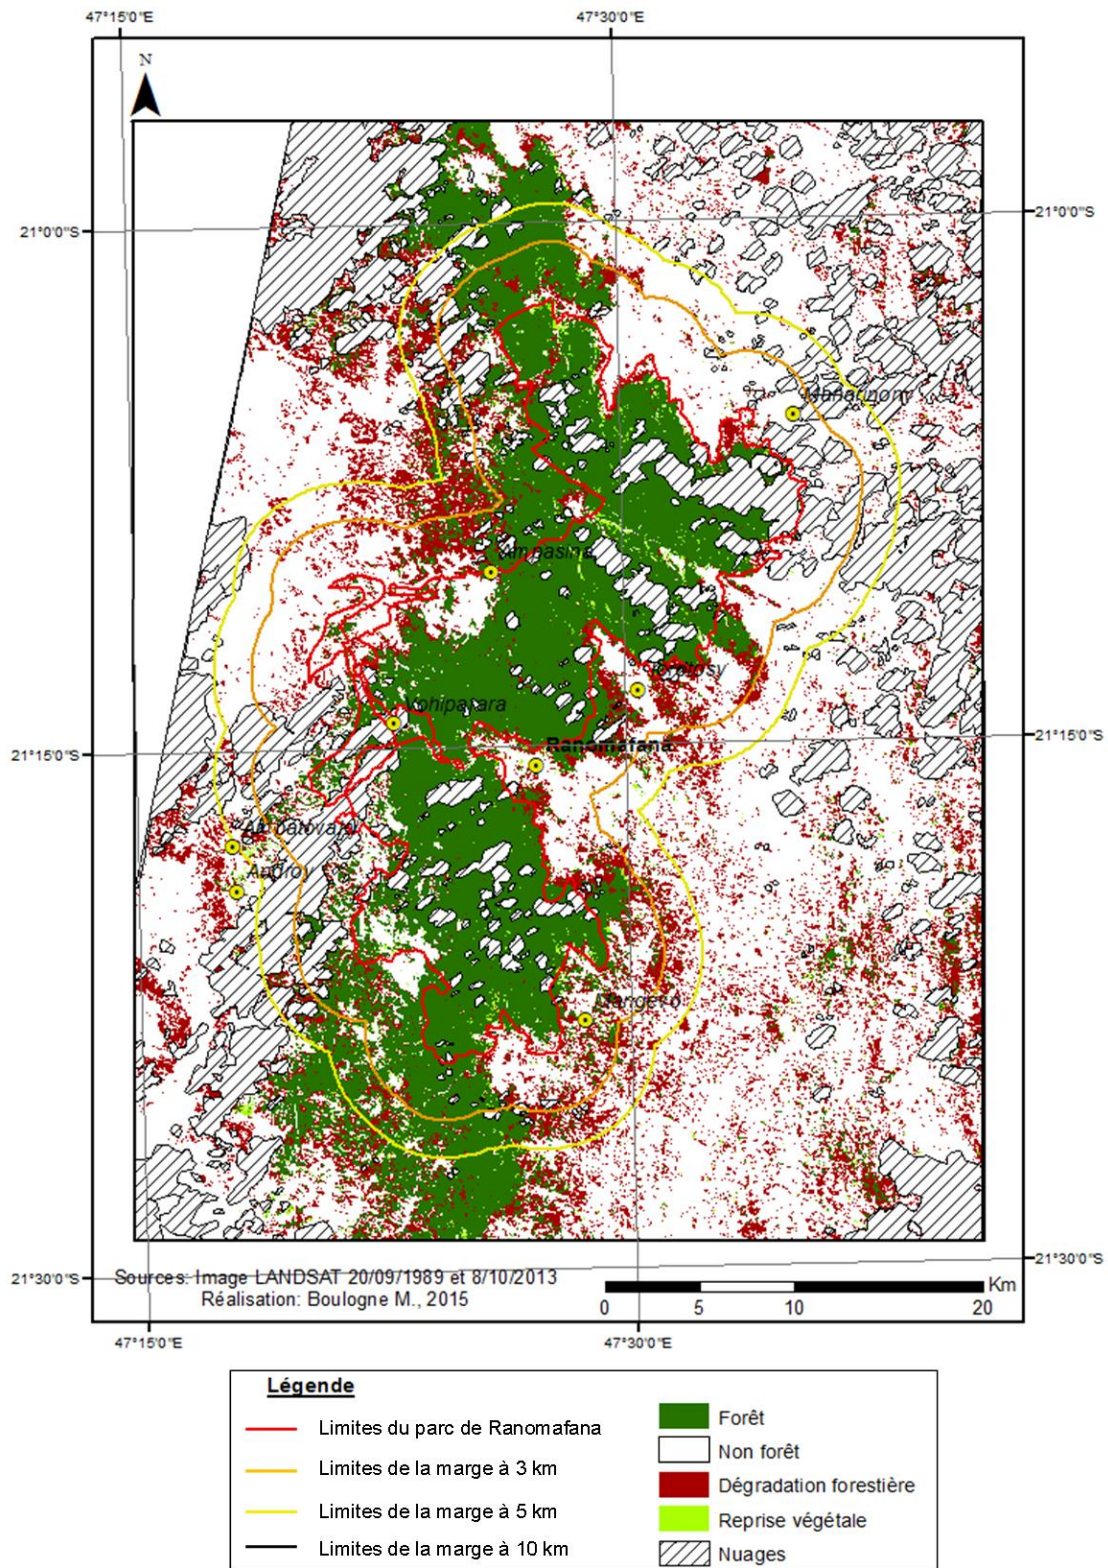 47°15'0"E
47°30'0"E
N
21°0'0"S
21°0'0"S
Ranomafana
Vohiparara
Androy
21°15'0"S
21°15'0"S
21°30'0"S
21°30'0"S
Sources: Image LANDSAT 20/09/1989 et 8/10/2013
Réalisation: Boulogne M., 2015
Km
0
5
10
20
47°15'0"E
47°30'0"E
Légende
Limites du parc de Ranomafana
Limites de la marge à 3 km
Limites de la marge à 5 km
Limites de la marge à 10 km
Forêt
Non forêt
Dégradation forestière
Reprise végétale
Nuages